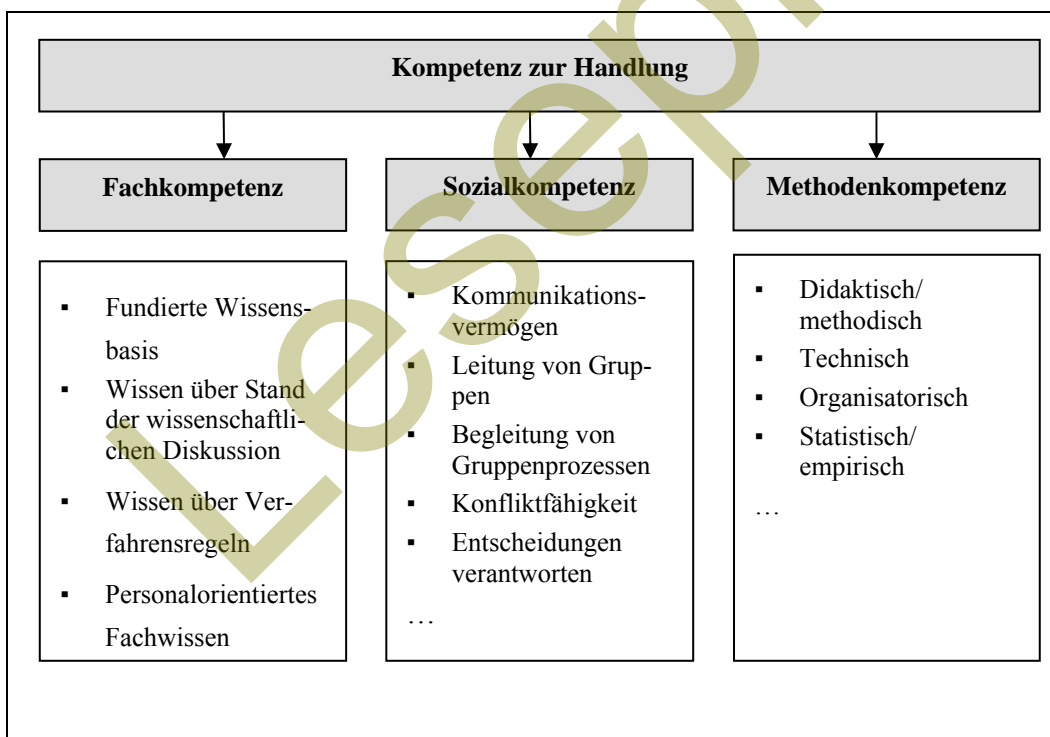 Kompetenz zur Handlung
Fachkompetenz
Fundierte Wissens-
basis
Wissen über Stand
der wissenschaftli-
chen Diskussion
Wissen über Ver-
fahrensregeln
Personalorientiertes
Fachwissen
Sozialkompetenz
Kommunikations-
vermögen
Leitung von Grup-
pen
Begleitung von
Gruppenprozessen
Konfliktfähigkeit
Entscheidungen
verantworten
…
Methodenkompetenz
Didaktisch/
methodisch
Technisch
Organisatorisch
Statistisch/
empirisch
…
Lesep